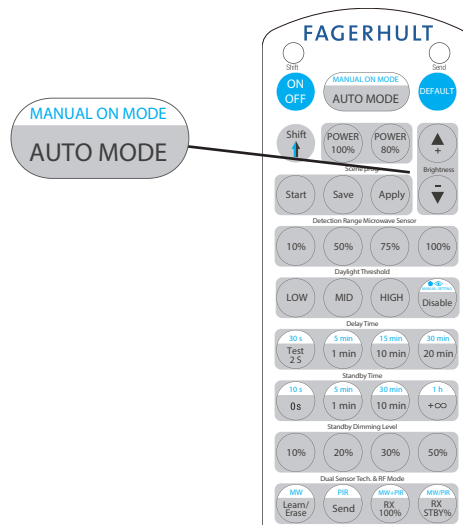 FAGERHULT
Shift
Send
ON
OFF
MANUAL ON MODE
AUTO MODE
DEFAULT
MANUAL ON MODE
AUTO MODE
Shift
POWER
100%
POWER
80%
+
Brightness
-
Start
Save
Apply
Detection Range Microwave Sensor
10%
50%
75%
100%
Daylight Threshold
LOW
MID
HIGH
MANUAL SETTING
Disable
Delay Time
30 s
Test
2 S
5 min
1 min
15 min
10 min
30 min
20 min
Standby Time
10 s
0s
5 min
1 min
30 min
10 min
1 h
+∞
Standby Dimming Level
10%
20%
30%
50%
Dual Sensor Tech. & RF Mode
MW
Learn/
Erase
PIR
Send
MW+PIR
RX
100%
MW/PIR
RX
STBY%